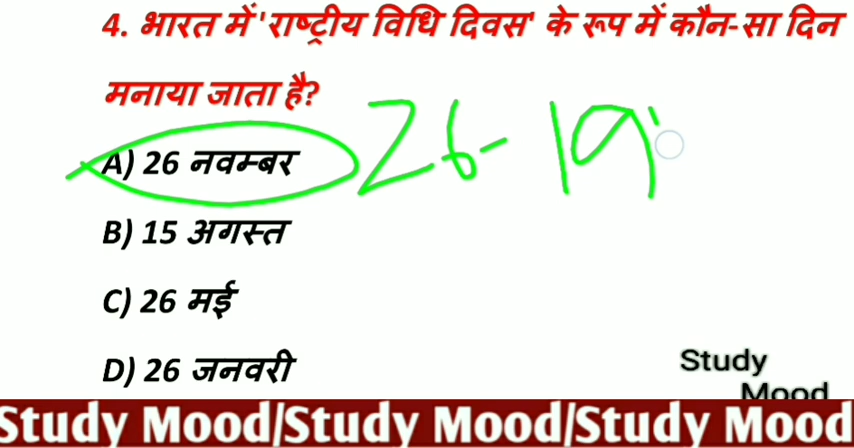 4. भारत में 'राष्ट्रीय विधि दिवस' के रूप में कौन-सा दिन
मनाया जाता है?
A) 26 नवम्बर
26- 19
B) 15 अगस्त
C) 26 मई
D) 26 जनवरी
Study
Mood
Study Mood/Study Mood/Study Mood